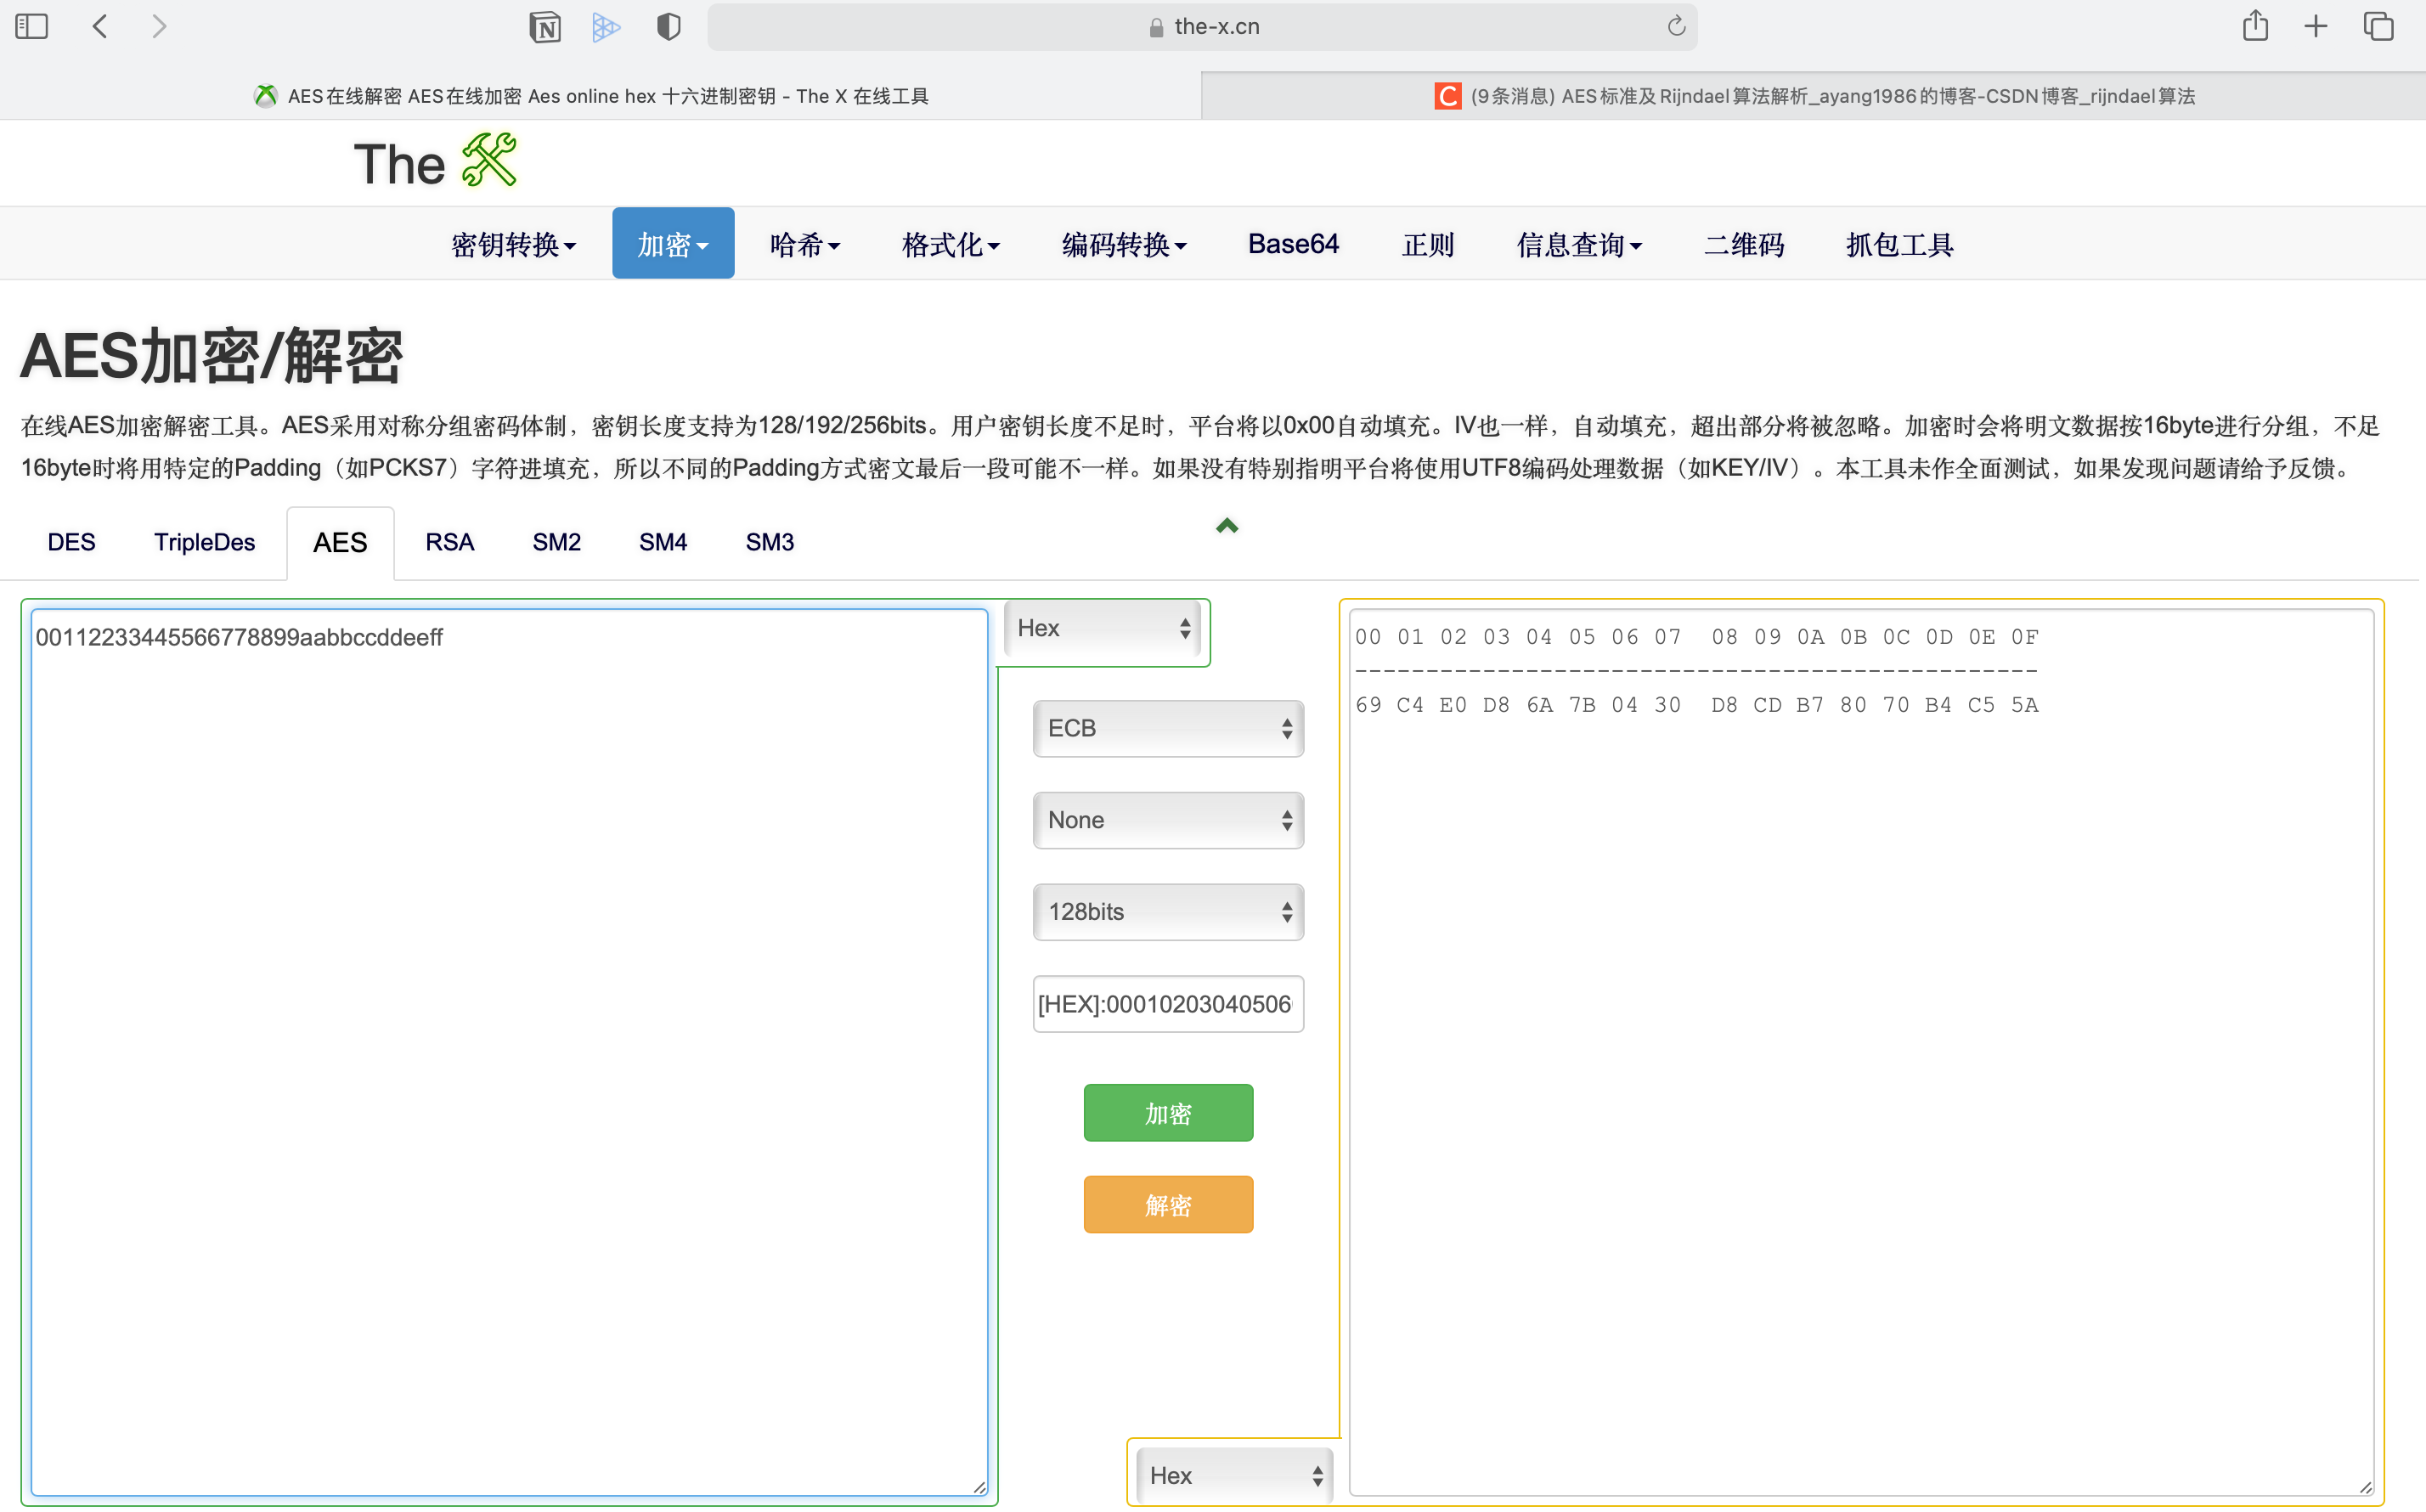 the-x.cn
AES在线解密 AES在线加密 Aes online hex 十六进制密钥 - The X 在线工具
(9条消息) AES标准及Rijndael算法解析_ayang1986的博客-CSDN博客_rijndael算法
The
密钥转换 加密 哈希 格式化 编码转换 Base64 正则 信息查询 二维码 抓包工具
AES加密/解密
在线AES加密解密工具。AES采用对称分组密码体制，密钥长度支持为128/192/256bits。用户密钥长度不足时，平台将以0x00自动填充。IV也一样，自动填充，超出部分将被忽略。加密时会将明文数据按16byte进行分组，不足
16byte时将用特定的Padding（如PCKS7）字符进填充，所以不同的Padding方式密文最后一段可能不一样。如果没有特别指明平台将使用UTF8编码处理数据（如KEY/IV）。本工具未作全面测试，如果发现问题请给予反馈。
DES TripleDes AES RSA SM2 SM4 SM3
00112233445566778899aabbccddeeff
Hex
ECB
None
128bits
[HEX]:00010203040506
加密
解密
Hex
00 01 02 03 04 05 06 07 08 09 0A 0B 0C 0D 0E 0F
------------------------------------------------
69 C4 E0 D8 6A 7B 04 30 D8 CD B7 80 70 B4 C5 5A